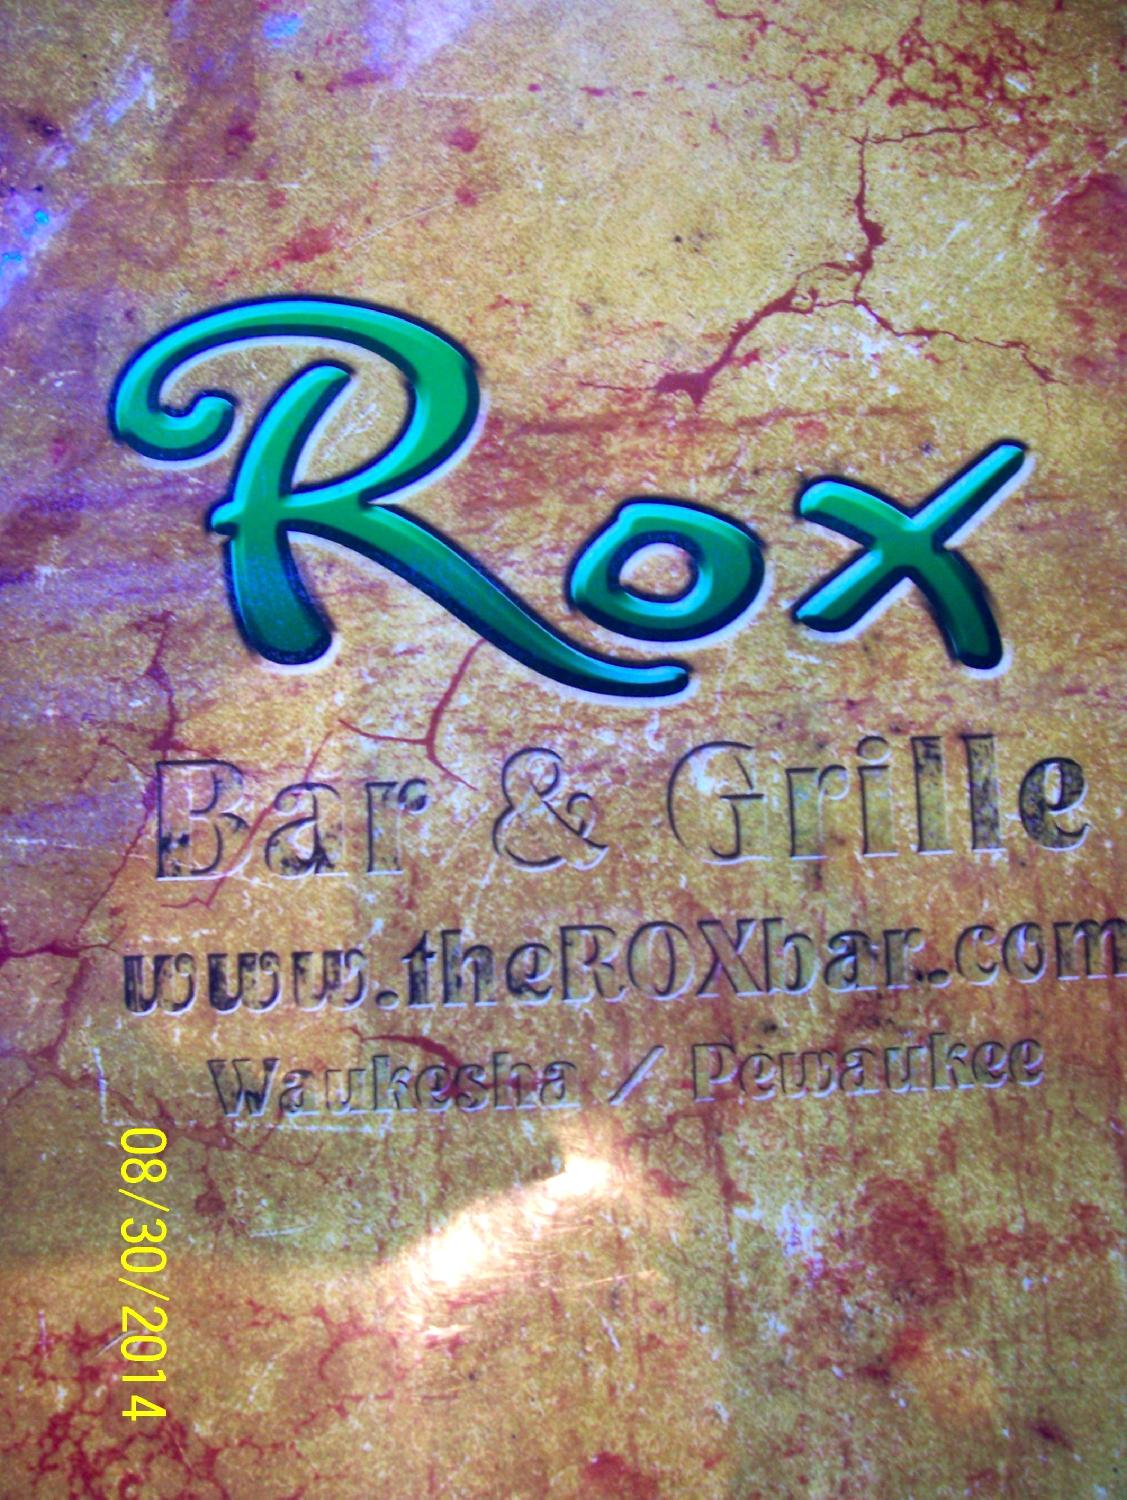 Rox
Bar & Grille
www.theROXbar.com
Waukesha / Pewaukee
08/30/2014